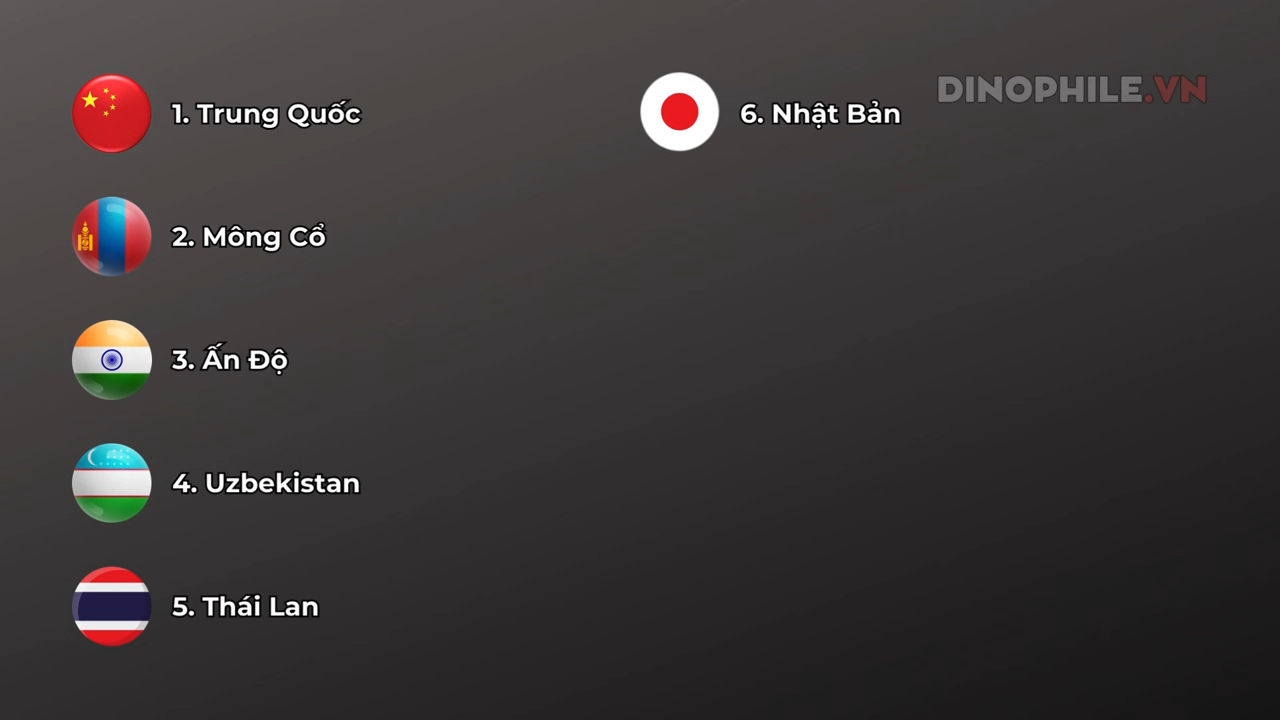 1. Trung Quốc
2. Mông Cổ
3. Ấn Độ
4. Uzbekistan
5. Thái Lan
6. Nhật Bản
DINOPHILE.VN